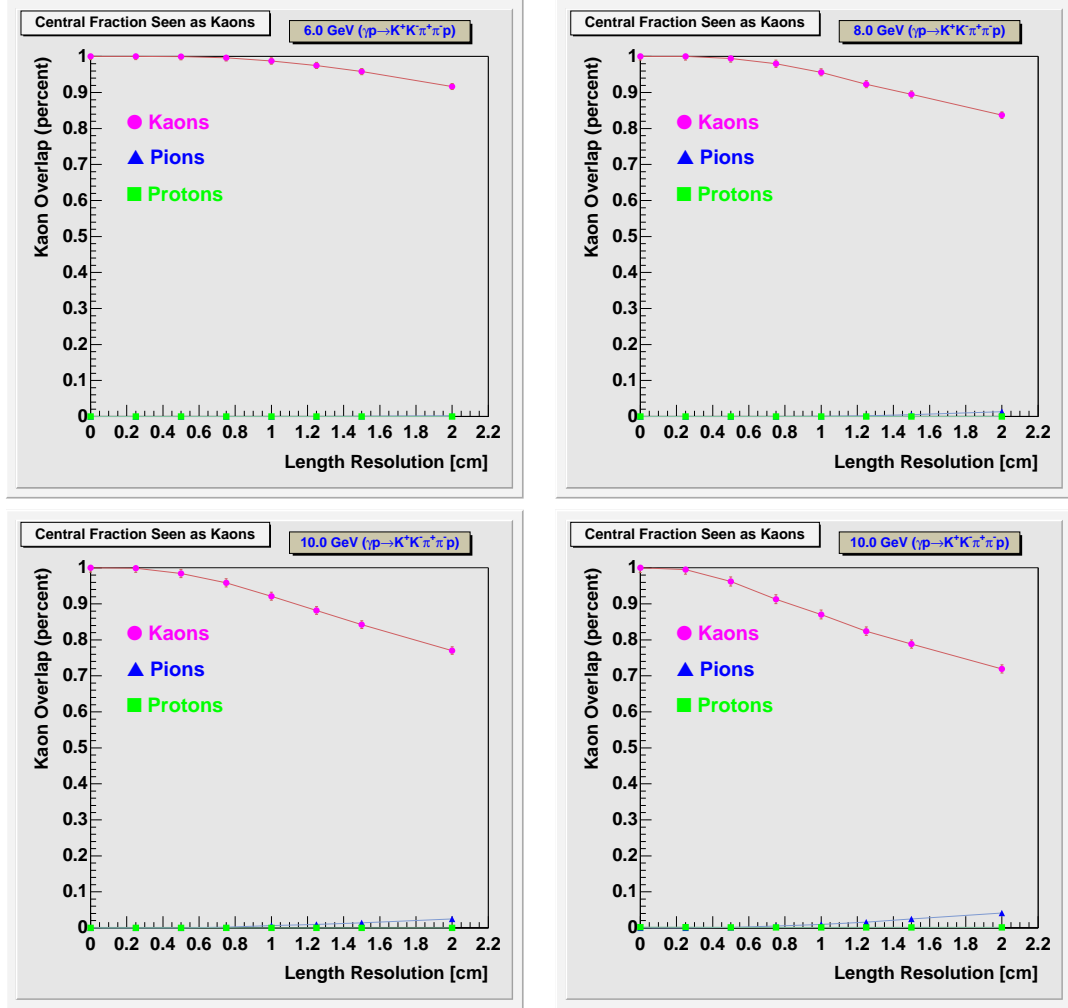 Central Fraction Seen as Kaons
6.0 GeV (γp→K⁺K⁻π⁺π⁻p)
Kaon Overlap (percent)
1
0.9
0.8
0.7
0.6
0.5
0.4
0.3
0.2
0.1
0
Kaons
Pions
Protons
0 0.2 0.4 0.6 0.8 1 1.2 1.4 1.6 1.8 2 2.2
Length Resolution [cm]
Central Fraction Seen as Kaons
8.0 GeV (γp→K⁺K⁻π⁺π⁻p)
Kaon Overlap (percent)
1
0.9
0.8
0.7
0.6
0.5
0.4
0.3
0.2
0.1
0
Kaons
Pions
Protons
0 0.2 0.4 0.6 0.8 1 1.2 1.4 1.6 1.8 2 2.2
Length Resolution [cm]
Central Fraction Seen as Kaons
10.0 GeV (γp→K⁺K⁻π⁺π⁻p)
Kaon Overlap (percent)
1
0.9
0.8
0.7
0.6
0.5
0.4
0.3
0.2
0.1
0
Kaons
Pions
Protons
0 0.2 0.4 0.6 0.8 1 1.2 1.4 1.6 1.8 2 2.2
Length Resolution [cm]
Central Fraction Seen as Kaons
10.0 GeV (γp→K⁺K⁻π⁺π⁻p)
Kaon Overlap (percent)
1
0.9
0.8
0.7
0.6
0.5
0.4
0.3
0.2
0.1
0
Kaons
Pions
Protons
0 0.2 0.4 0.6 0.8 1 1.2 1.4 1.6 1.8 2 2.2
Length Resolution [cm]